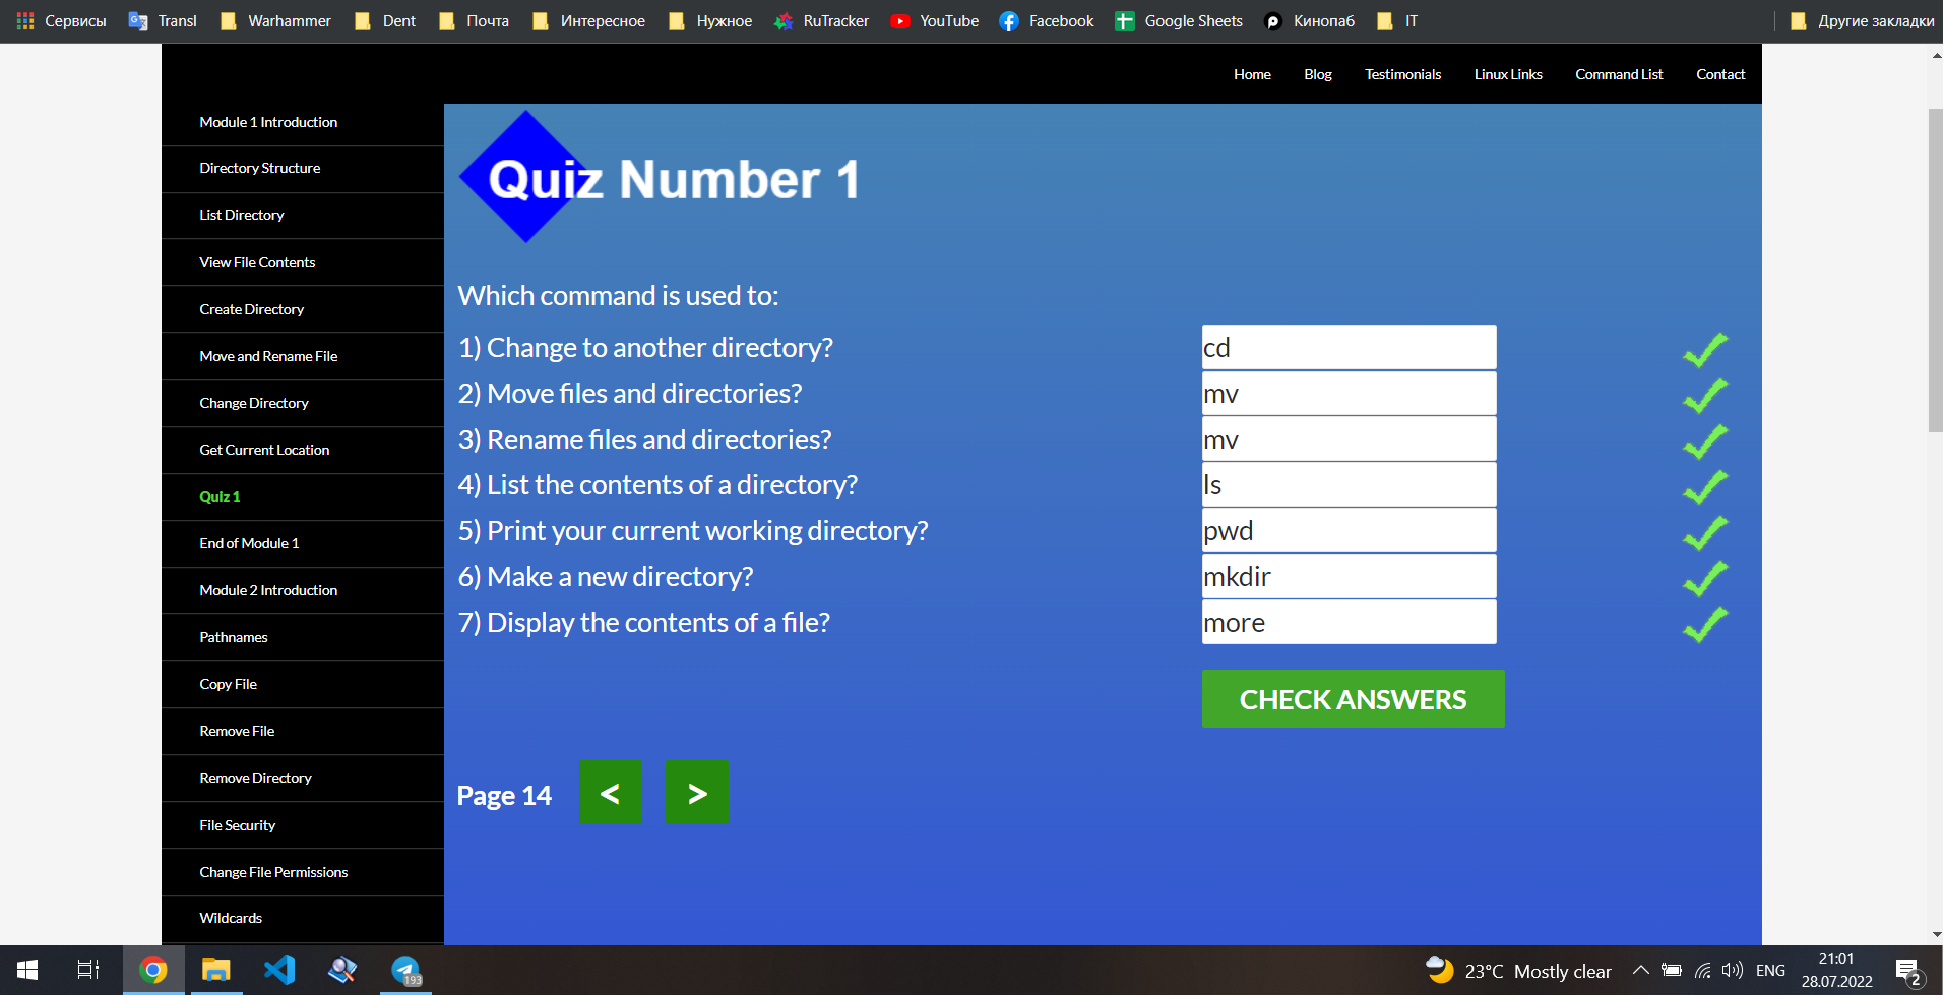 Сервисы Transl Warhammer Dent Почта Интересное Нужное RuTracker YouTube Facebook Google Sheets Кинопаб IT Другие закладки
Home Blog Testimonials Linux Links Command List Contact
Module 1 Introduction
Directory Structure
List Directory
View File Contents
Create Directory
Move and Rename File
Change Directory
Get Current Location
Quiz 1
End of Module 1
Module 2 Introduction
Pathnames
Copy File
Remove File
Remove Directory
File Security
Change File Permissions
Wildcards
Quiz Number 1
Which command is used to:
1) Change to another directory? cd
2) Move files and directories? mv
3) Rename files and directories? mv
4) List the contents of a directory? ls
5) Print your current working directory? pwd
6) Make a new directory? mkdir
7) Display the contents of a file? more
CHECK ANSWERS
Page 14 < >
193
23°C Mostly clear ENG
21:01
28.07.2022
2